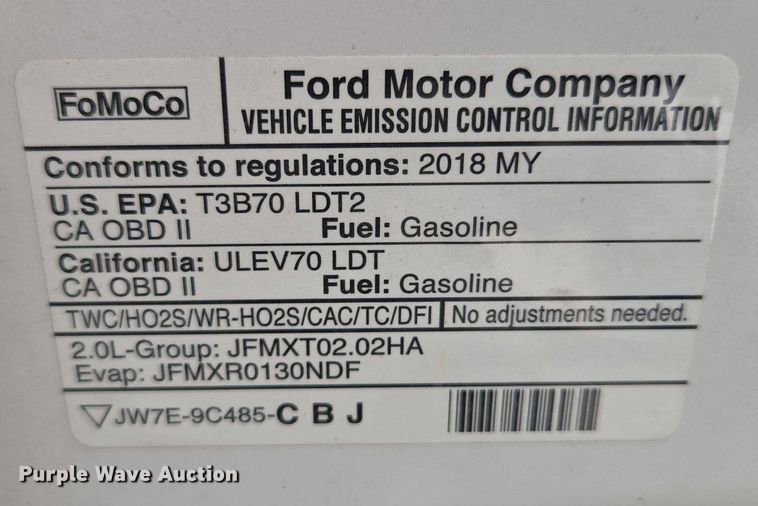 FoMoCo
Ford Motor Company
VEHICLE EMISSION CONTROL INFORMATION
Conforms to regulations: 2018 MY
U.S. EPA: T3B70 LDT2
CA OBD II Fuel: Gasoline
California: ULEV70 LDT
CA OBD II Fuel: Gasoline
TWC/HO2S/WR-HO2S/CAC/TC/DFI No adjustments needed.
2.0L-Group: JFMXT02.02HA
Evap: JFMXR0130NDF
JW7E-9C485-C B J
Purple Wave Auction